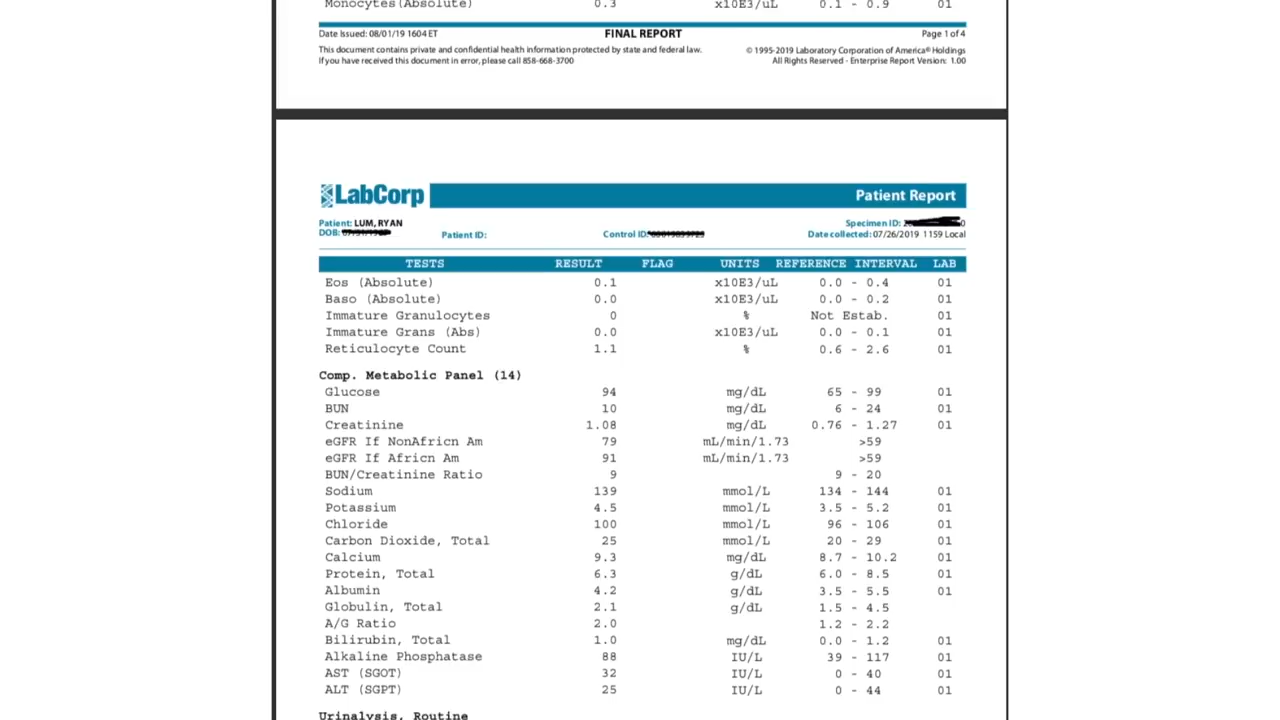 Monocytes(Absolute) 0.3 x10E3/uL 0.1 - 0.9 01
Date Issued: 08/01/19 1604 ET FINAL REPORT Page 1 of 4
This document contains private and confidential health information protected by state and federal law. © 1995-2019 Laboratory Corporation of America® Holdings
If you have received this document in error, please call 858-668-3700 All Rights Reserved - Enterprise Report Version: 1.00
LabCorp Patient Report
Patient: LUM, RYAN Specimen ID: 0
DOB: Patient ID: Control ID: Date collected: 07/26/2019 1159 Local
TESTS RESULT FLAG UNITS REFERENCE INTERVAL LAB
Eos (Absolute) 0.1 x10E3/uL 0.0 - 0.4 01
Baso (Absolute) 0.0 x10E3/uL 0.0 - 0.2 01
Immature Granulocytes 0 % Not Estab. 01
Immature Grans (Abs) 0.0 x10E3/uL 0.0 - 0.1 01
Reticulocyte Count 1.1 % 0.6 - 2.6 01
Comp. Metabolic Panel (14)
Glucose 94 mg/dL 65 - 99 01
BUN 10 mg/dL 6 - 24 01
Creatinine 1.08 mg/dL 0.76 - 1.27 01
eGFR If NonAfricn Am 79 mL/min/1.73 >59
eGFR If Africn Am 91 mL/min/1.73 >59
BUN/Creatinine Ratio 9 9 - 20
Sodium 139 mmol/L 134 - 144 01
Potassium 4.5 mmol/L 3.5 - 5.2 01
Chloride 100 mmol/L 96 - 106 01
Carbon Dioxide, Total 25 mmol/L 20 - 29 01
Calcium 9.3 mg/dL 8.7 - 10.2 01
Protein, Total 6.3 g/dL 6.0 - 8.5 01
Albumin 4.2 g/dL 3.5 - 5.5 01
Globulin, Total 2.1 g/dL 1.5 - 4.5
A/G Ratio 2.0 1.2 - 2.2
Bilirubin, Total 1.0 mg/dL 0.0 - 1.2 01
Alkaline Phosphatase 88 IU/L 39 - 117 01
AST (SGOT) 32 IU/L 0 - 40 01
ALT (SGPT) 25 IU/L 0 - 44 01
Urinalysis, Routine